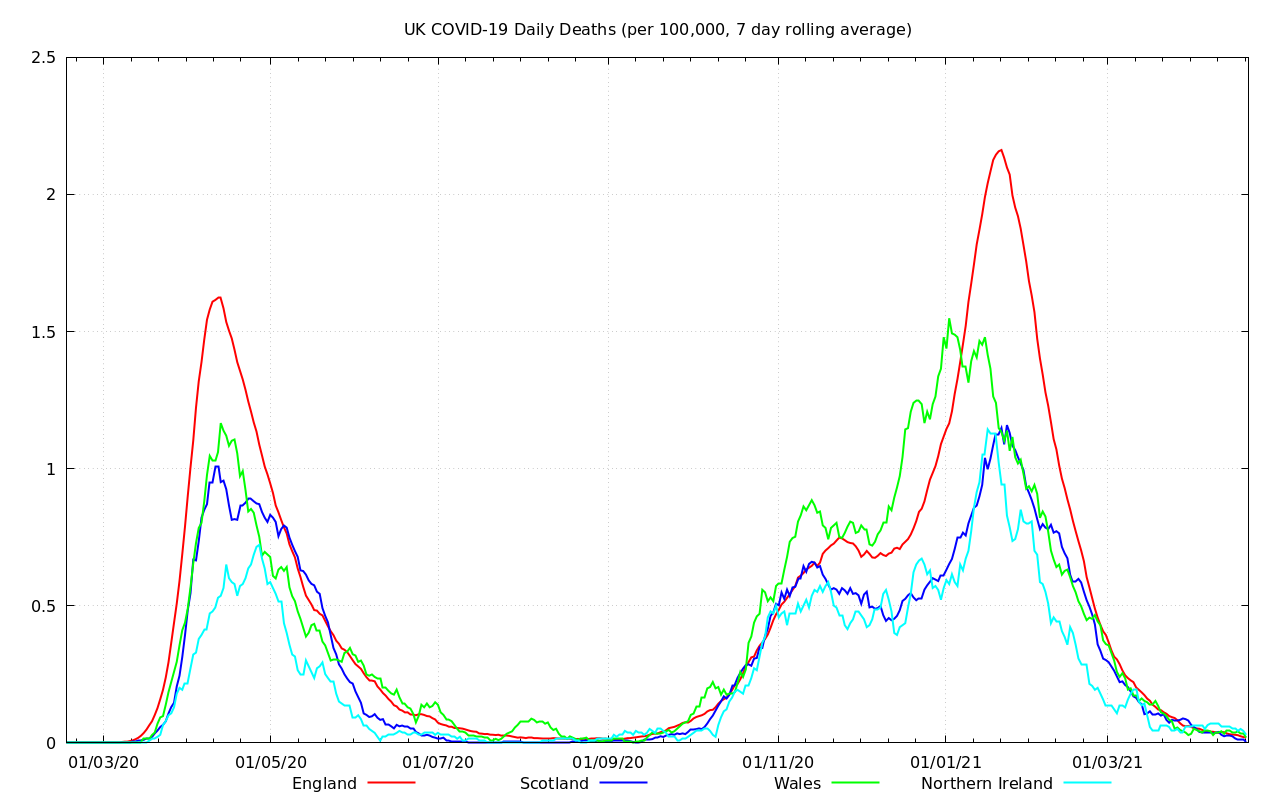 UK COVID-19 Daily Deaths (per 100,000, 7 day rolling average)
2.5
2
1.5
1
0.5
0
01/03/20 01/05/20 01/07/20 01/09/20 01/11/20 01/01/21 01/03/21
England Scotland Wales Northern Ireland